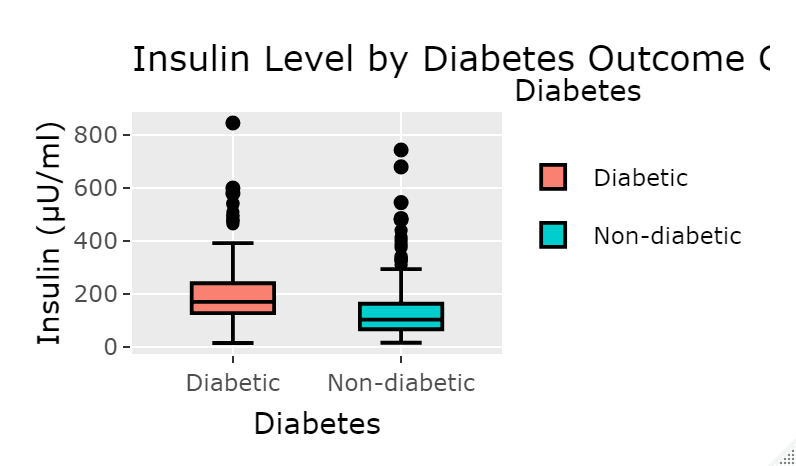 Insulin Level by Diabetes Outcome
Diabetes
Diabetic
Non-diabetic
Insulin (μU/ml)
800
600
400
200
0
Diabetic
Non-diabetic
Diabetes